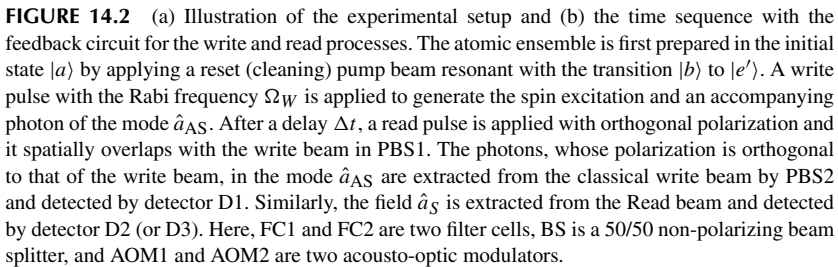 FIGURE 14.2 (a) Illustration of the experimental setup and (b) the time sequence with the
feedback circuit for the write and read processes. The atomic ensemble is first prepared in the initial
state |a⟩ by applying a reset (cleaning) pump beam resonant with the transition |b⟩ to |e′⟩. A write
pulse with the Rabi frequency Ω_W is applied to generate the spin excitation and an accompanying
photon of the mode â_AS. After a delay Δt, a read pulse is applied with orthogonal polarization and
it spatially overlaps with the write beam in PBS1. The photons, whose polarization is orthogonal
to that of the write beam, in the mode â_AS are extracted from the classical write beam by PBS2
and detected by detector D1. Similarly, the field â_S is extracted from the Read beam and detected
by detector D2 (or D3). Here, FC1 and FC2 are two filter cells, BS is a 50/50 non-polarizing beam
splitter, and AOM1 and AOM2 are two acousto-optic modulators.